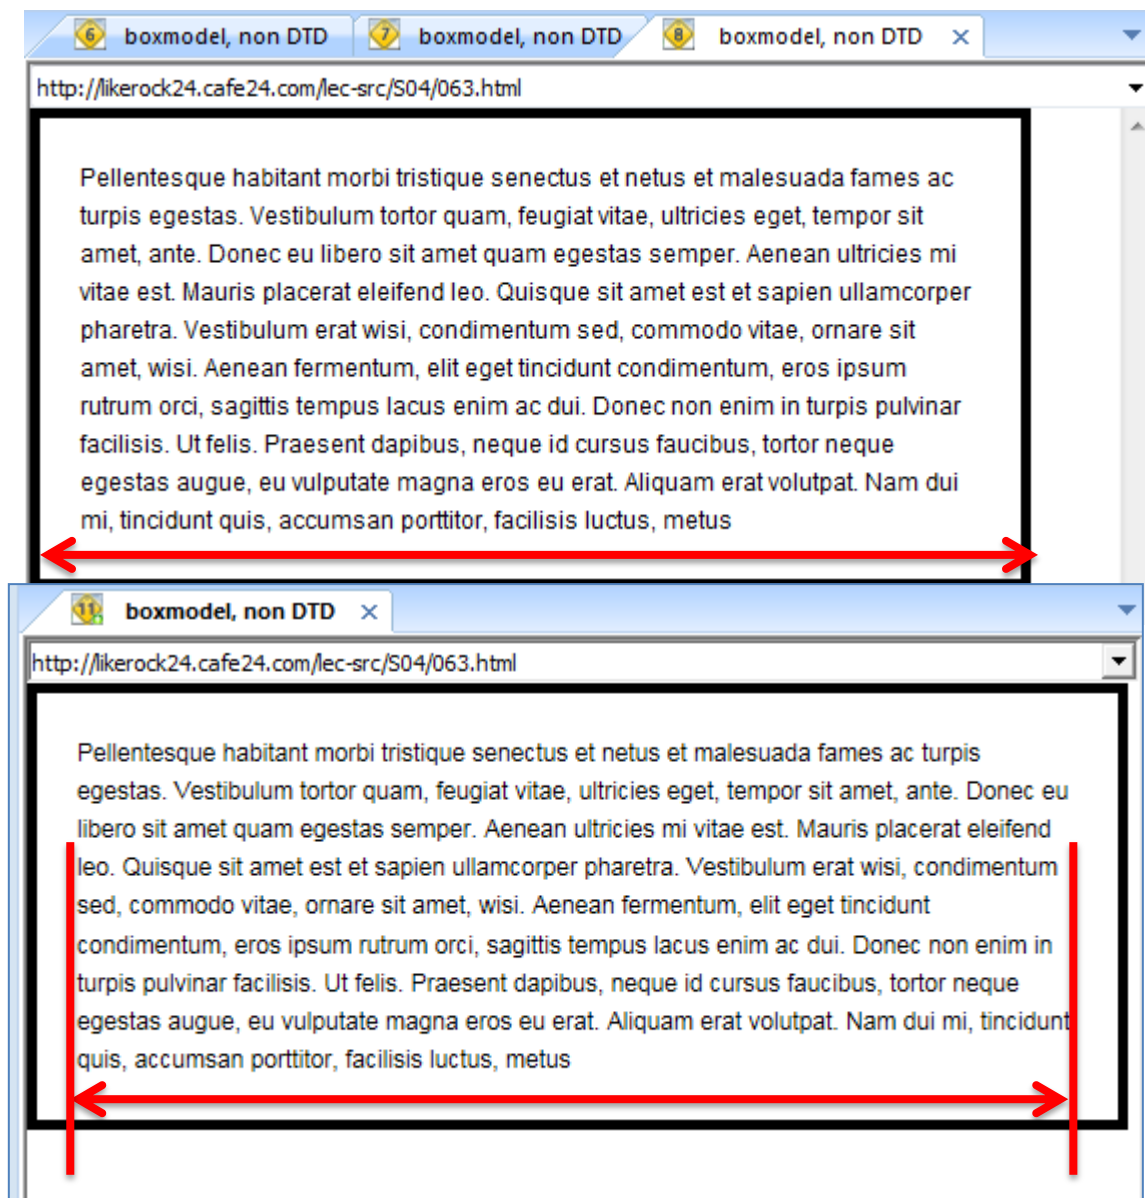 6 boxmodel, non DTD 7 boxmodel, non DTD 8 boxmodel, non DTD
http://likerock24.cafe24.com/lec-src/S04/063.html
Pellentesque habitant morbi tristique senectus et netus et malesuada fames ac
turpis egestas. Vestibulum tortor quam, feugiat vitae, ultricies eget, tempor sit
amet, ante. Donec eu libero sit amet quam egestas semper. Aenean ultricies mi
vitae est. Mauris placerat eleifend leo. Quisque sit amet est et sapien ullamcorper
pharetra. Vestibulum erat wisi, condimentum sed, commodo vitae, ornare sit
amet, wisi. Aenean fermentum, elit eget tincidunt condimentum, eros ipsum
rutrum orci, sagittis tempus lacus enim ac dui. Donec non enim in turpis pulvinar
facilisis. Ut felis. Praesent dapibus, neque id cursus faucibus, tortor neque
egestas augue, eu vulputate magna eros eu erat. Aliquam erat volutpat. Nam dui
mi, tincidunt quis, accumsan porttitor, facilisis luctus, metus
11 boxmodel, non DTD
http://likerock24.cafe24.com/lec-src/S04/063.html
Pellentesque habitant morbi tristique senectus et netus et malesuada fames ac turpis
egestas. Vestibulum tortor quam, feugiat vitae, ultricies eget, tempor sit amet, ante. Donec eu
libero sit amet quam egestas semper. Aenean ultricies mi vitae est. Mauris placerat eleifend
leo. Quisque sit amet est et sapien ullamcorper pharetra. Vestibulum erat wisi, condimentum
sed, commodo vitae, ornare sit amet, wisi. Aenean fermentum, elit eget tincidunt
condimentum, eros ipsum rutrum orci, sagittis tempus lacus enim ac dui. Donec non enim in
turpis pulvinar facilisis. Ut felis. Praesent dapibus, neque id cursus faucibus, tortor neque
egestas augue, eu vulputate magna eros eu erat. Aliquam erat volutpat. Nam dui mi, tincidunt
quis, accumsan porttitor, facilisis luctus, metus